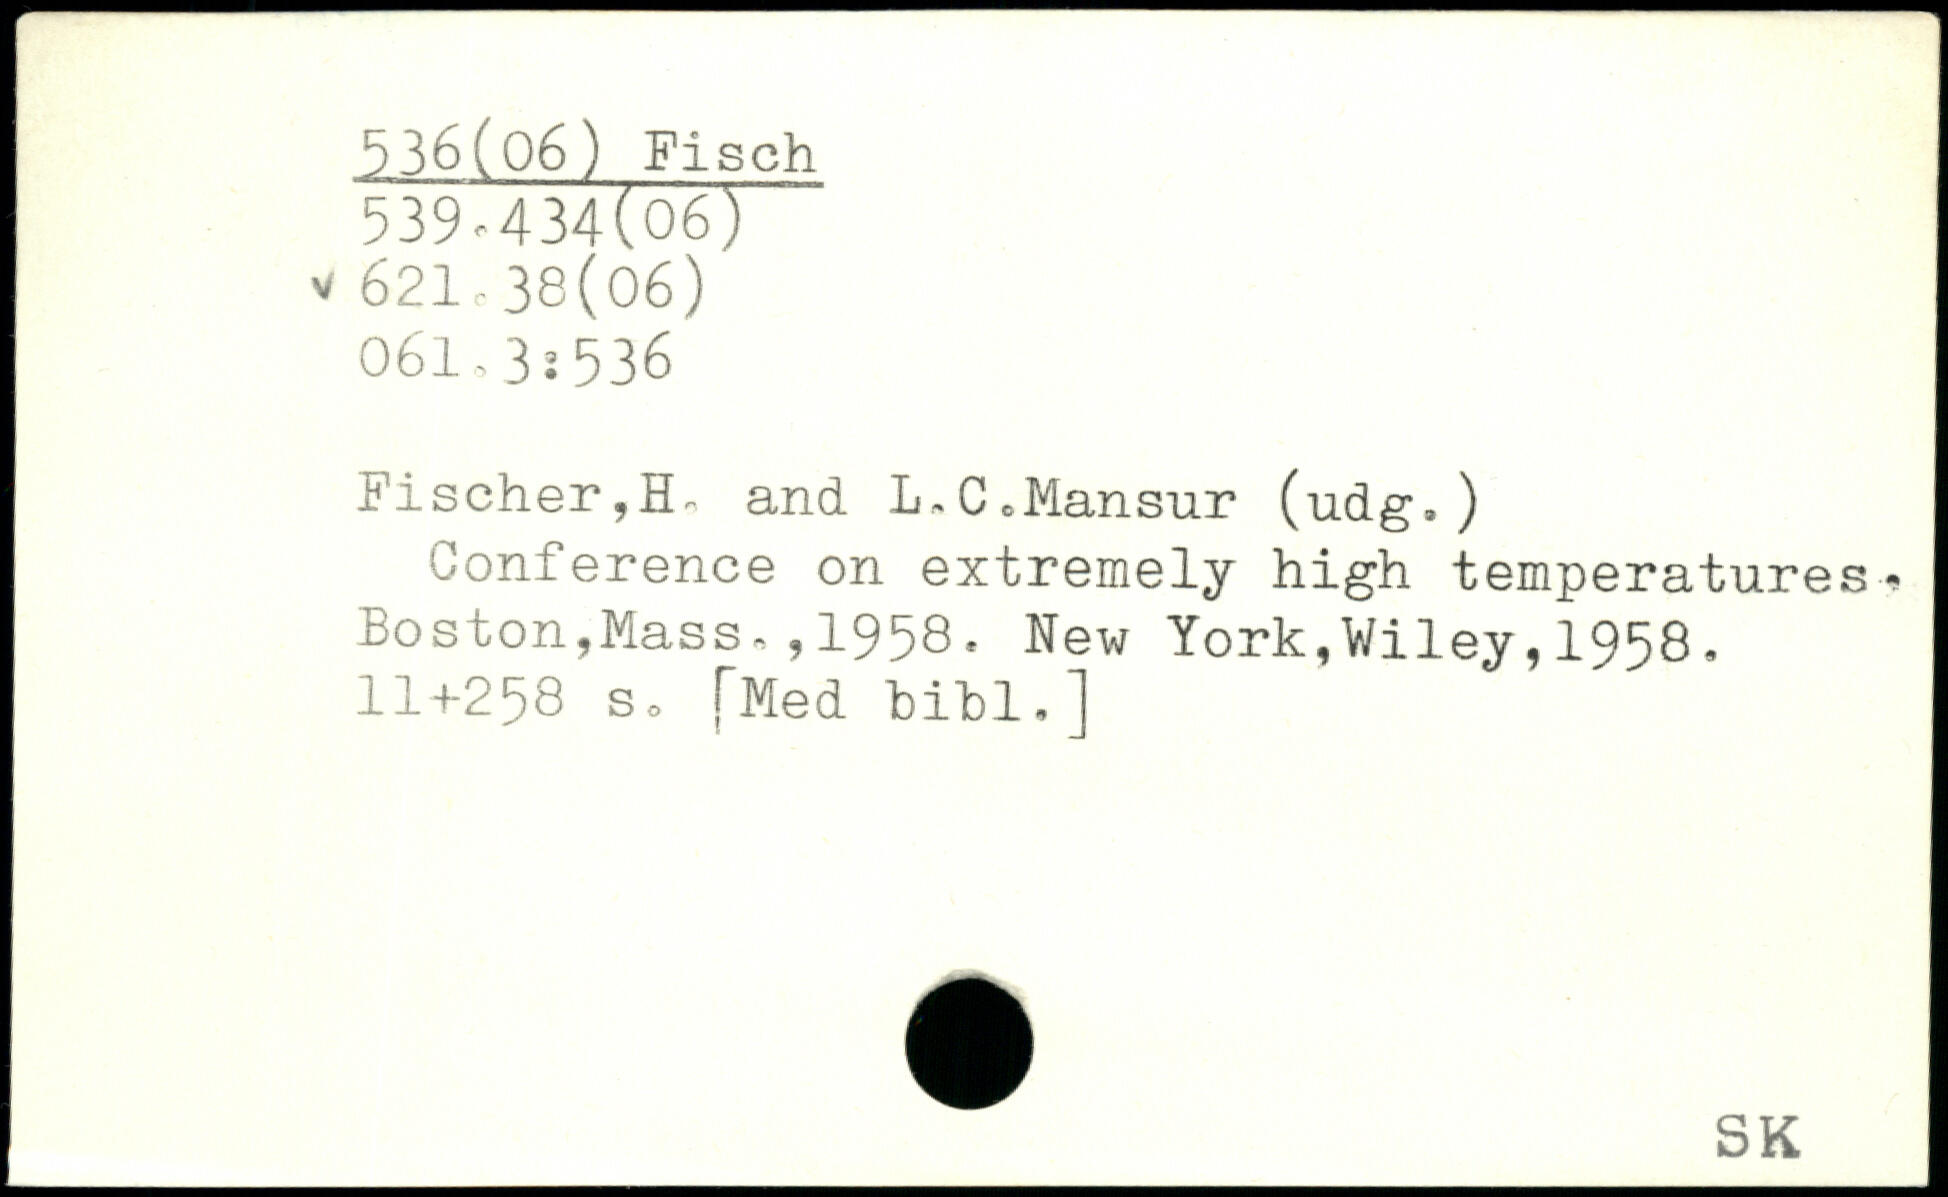 536(06) Fisch
539.434(06)
✓ 621.38(06)
061.3:536
Fischer,H. and L.C.Mansur (udg.)
Conference on extremely high temperatures.
Boston,Mass.,1958. New York,Wiley,1958.
11+258 s. [Med bibl.]
SK